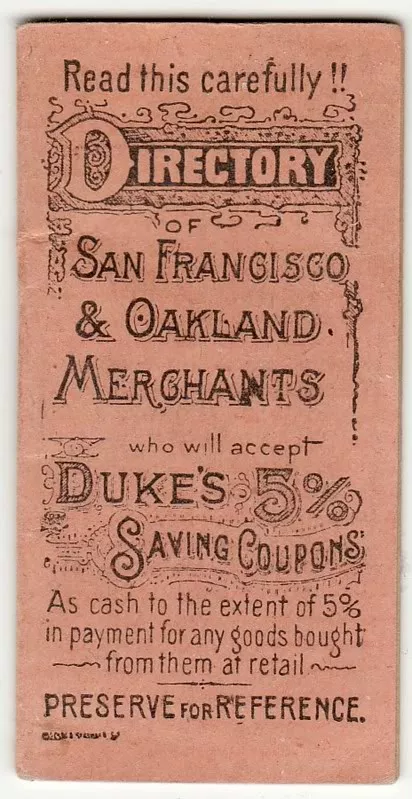 Read this carefully!!
DIRECTORY
OF
SAN FRANCISCO
& OAKLAND.
MERCHANTS
who will accept
DUKE'S 5%
SAVING COUPONS
As cash to the extent of 5%
in payment for any goods bought
from them at retail
PRESERVE FOR REFERENCE.